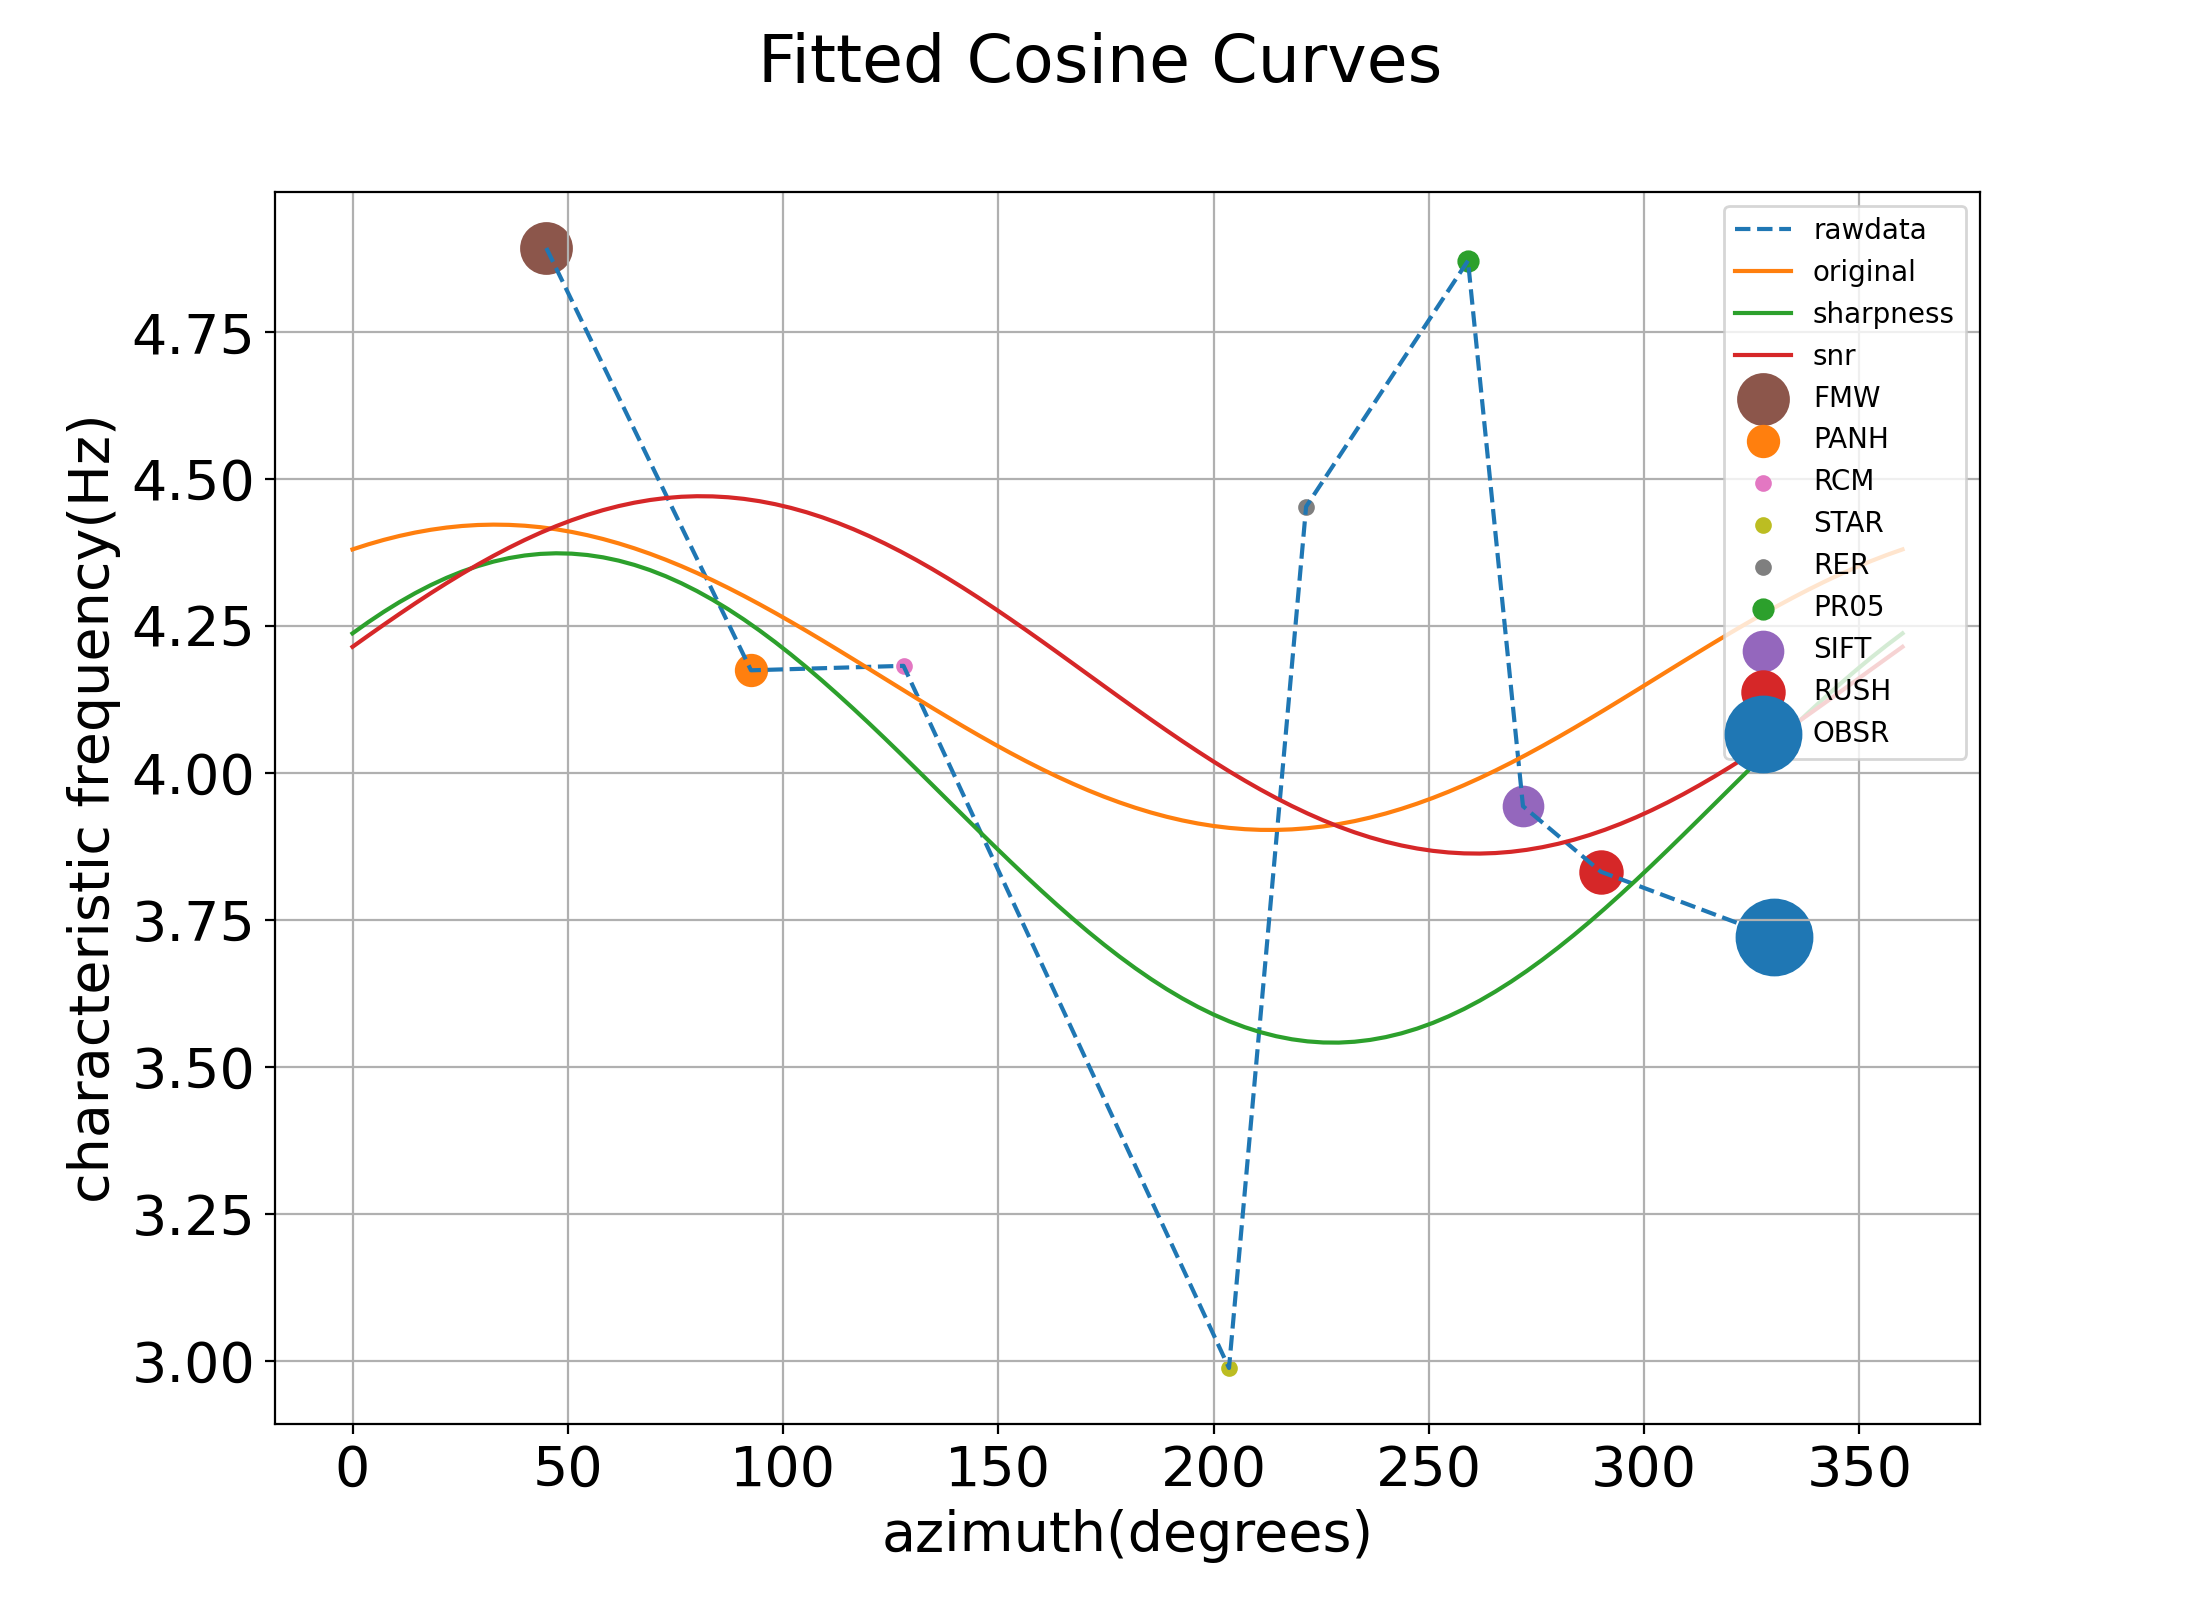 Fitted Cosine Curves
characteristic frequency(Hz)
4.75
4.50
4.25
4.00
3.75
3.50
3.25
3.00
rawdata
original
sharpness
snr
FMW
PANH
RCM
STAR
RER
PR05
SIFT
RUSH
OBSR
0 50 100 150 200 250 300 350
azimuth(degrees)